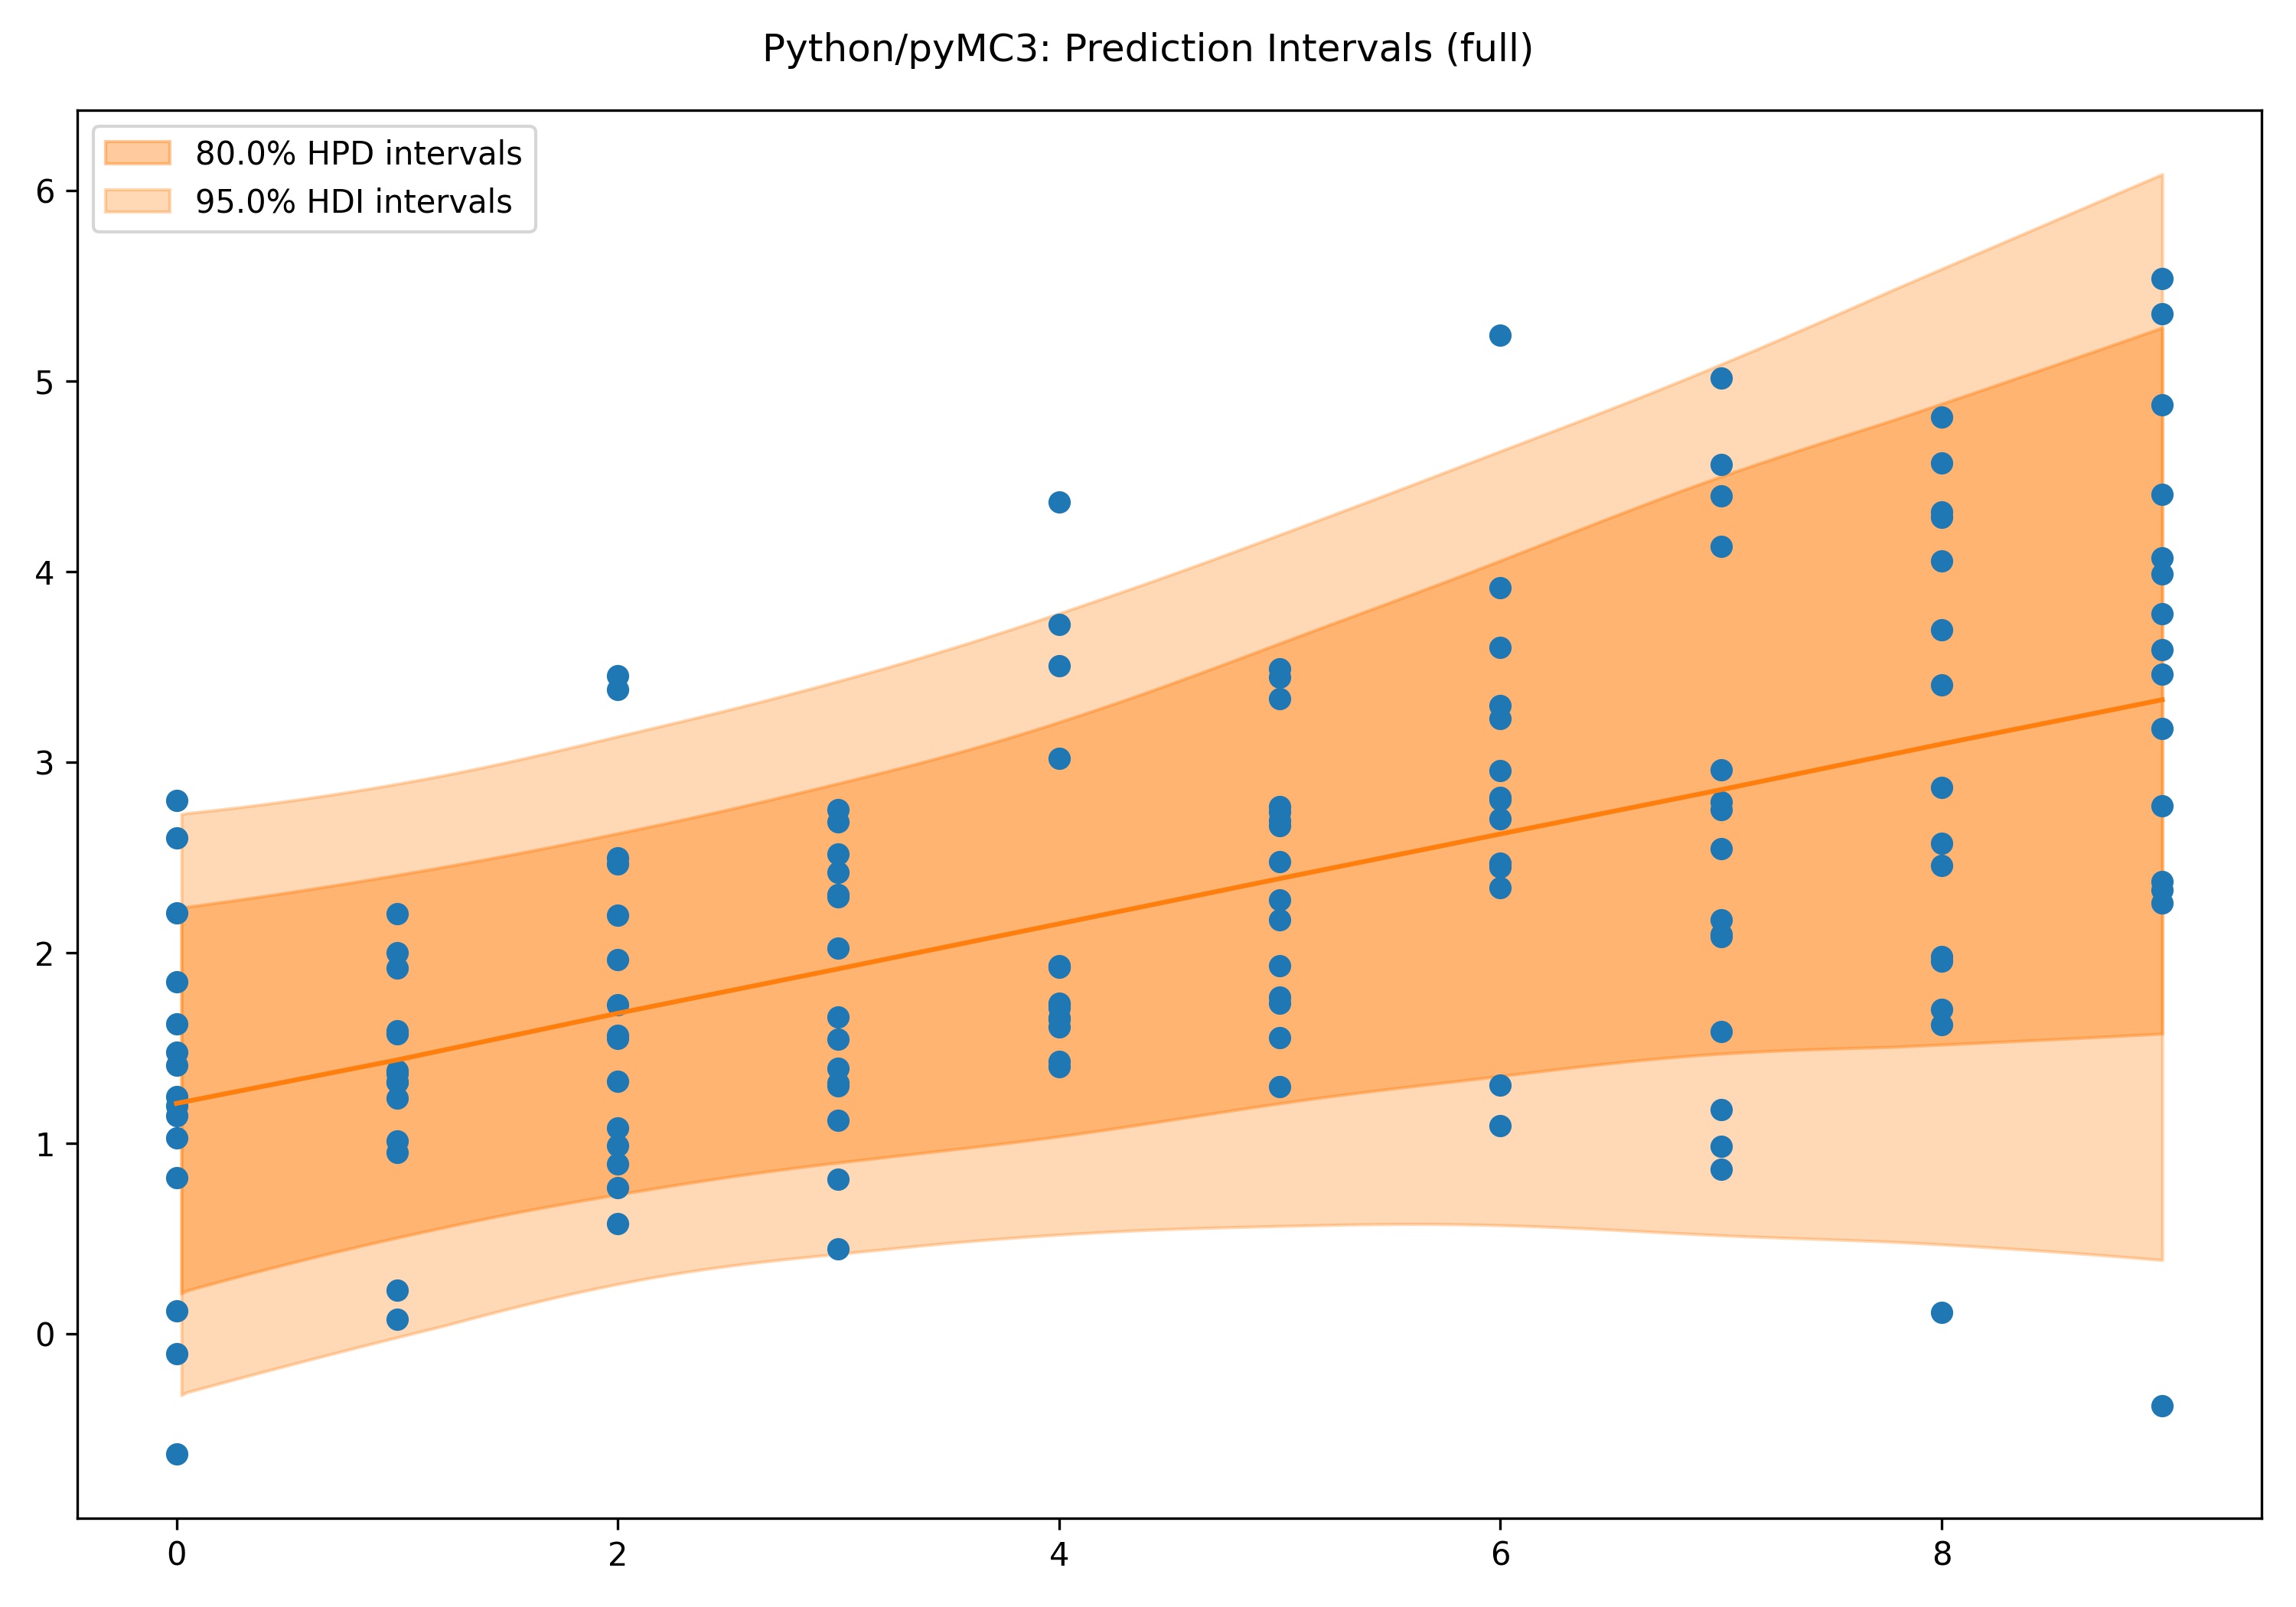 Python/pyMC3: Prediction Intervals (full)
80.0% HPD intervals
95.0% HDI intervals
6
5
4
3
2
1
0
0 2 4 6 8